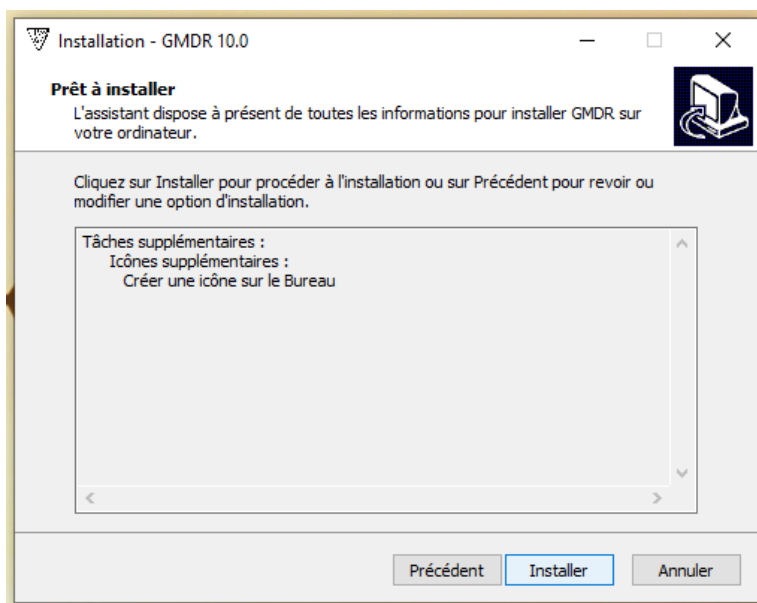 Installation - GMDR 10.0
Prêt à installer
L'assistant dispose à présent de toutes les informations pour installer GMDR sur
votre ordinateur.
Cliquez sur Installer pour procéder à l'installation ou sur Précédent pour revoir ou
modifier une option d'installation.
Tâches supplémentaires :
Icônes supplémentaires :
Créer une icône sur le Bureau
Précédent Installer Annuler